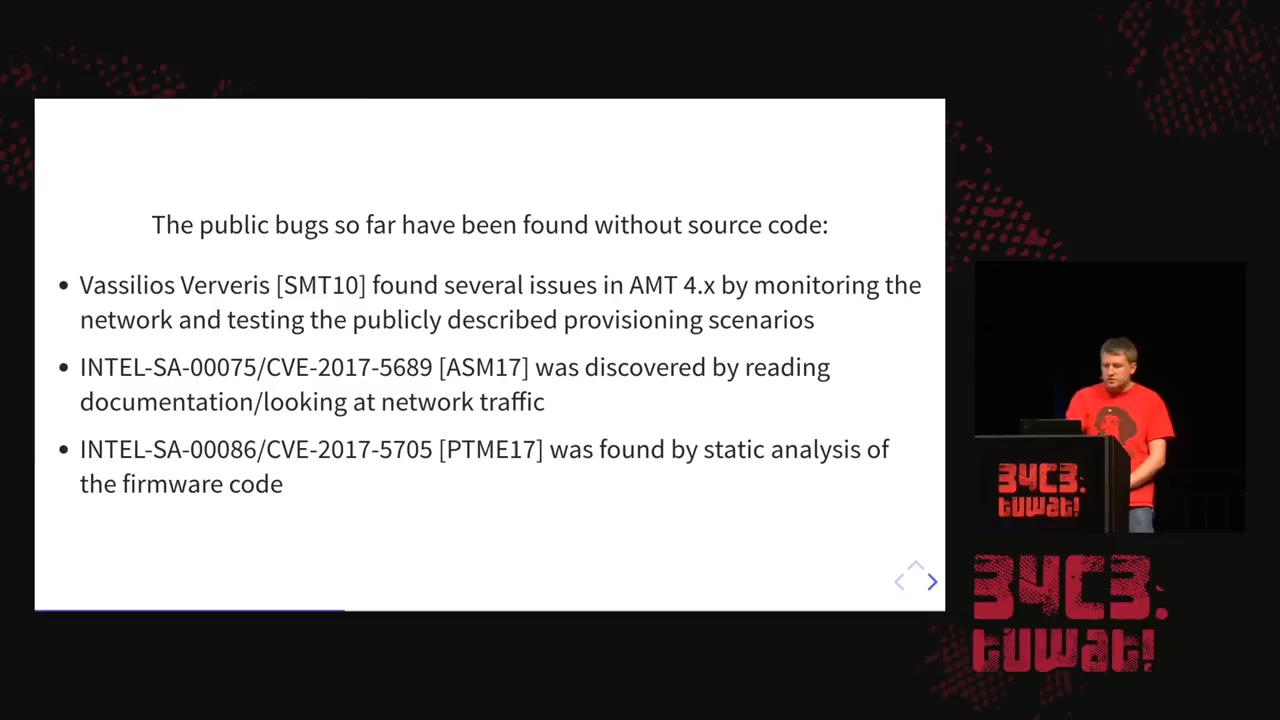 The public bugs so far have been found without source code:
• Vassilios Ververis [SMT10] found several issues in AMT 4.x by monitoring the
network and testing the publicly described provisioning scenarios
• INTEL-SA-00075/CVE-2017-5689 [ASM17] was discovered by reading
documentation/looking at network traffic
• INTEL-SA-00086/CVE-2017-5705 [PTME17] was found by static analysis of
the firmware code
34C3.
tuwat!
34C3.
tuwat!